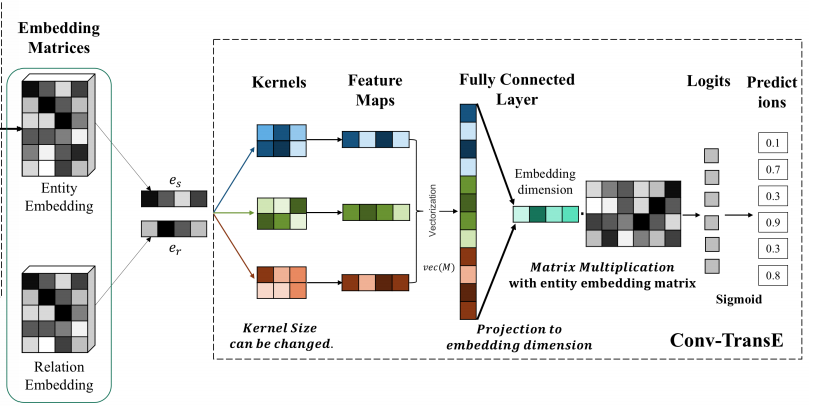 Embedding
Matrices
Entity
Embedding
Relation
Embedding
e_s
e_r
Kernels
Kernel Size
can be changed.
Feature
Maps
Vectorization
vec(M)
Fully Connected
Layer
Projection to
embedding dimension
Embedding
dimension
Matrix Multiplication
with entity embedding matrix
Logits
Sigmoid
Predict
ions
0.1
0.7
0.3
0.9
0.3
0.8
Conv-TransE